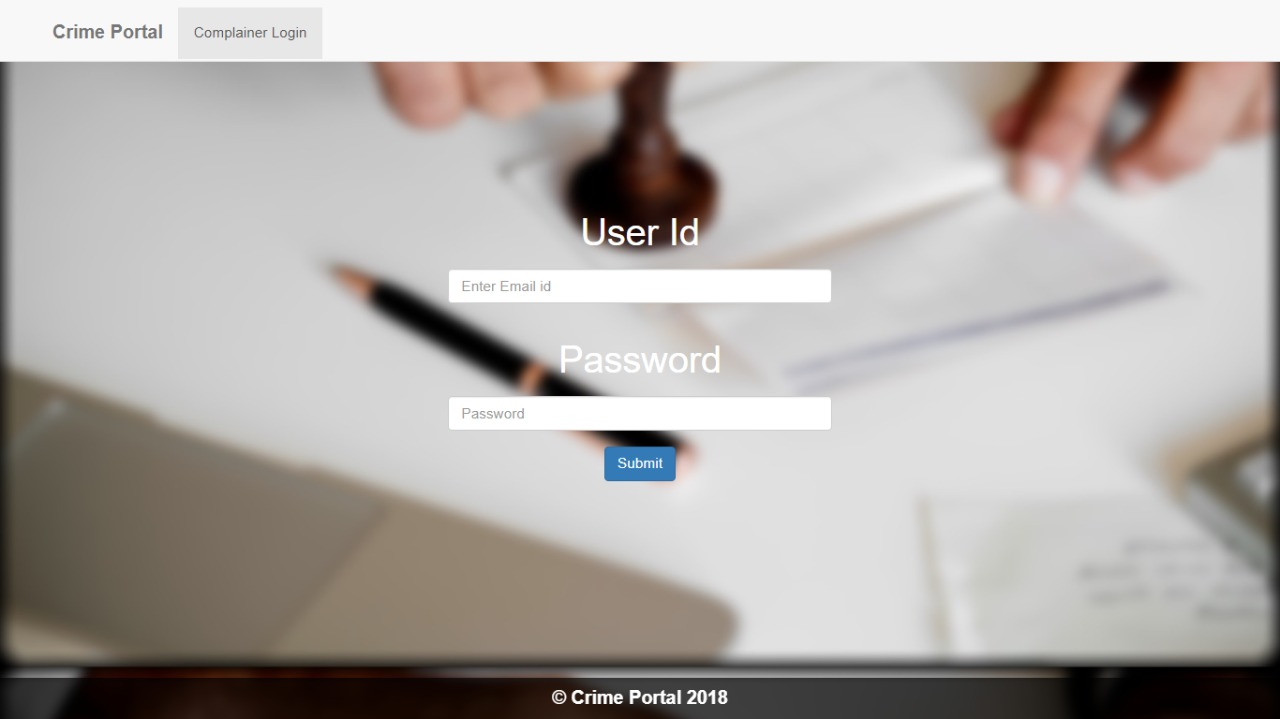 Crime Portal
Complainer Login
User Id
Enter Email id
Password
Password
Submit
© Crime Portal 2018